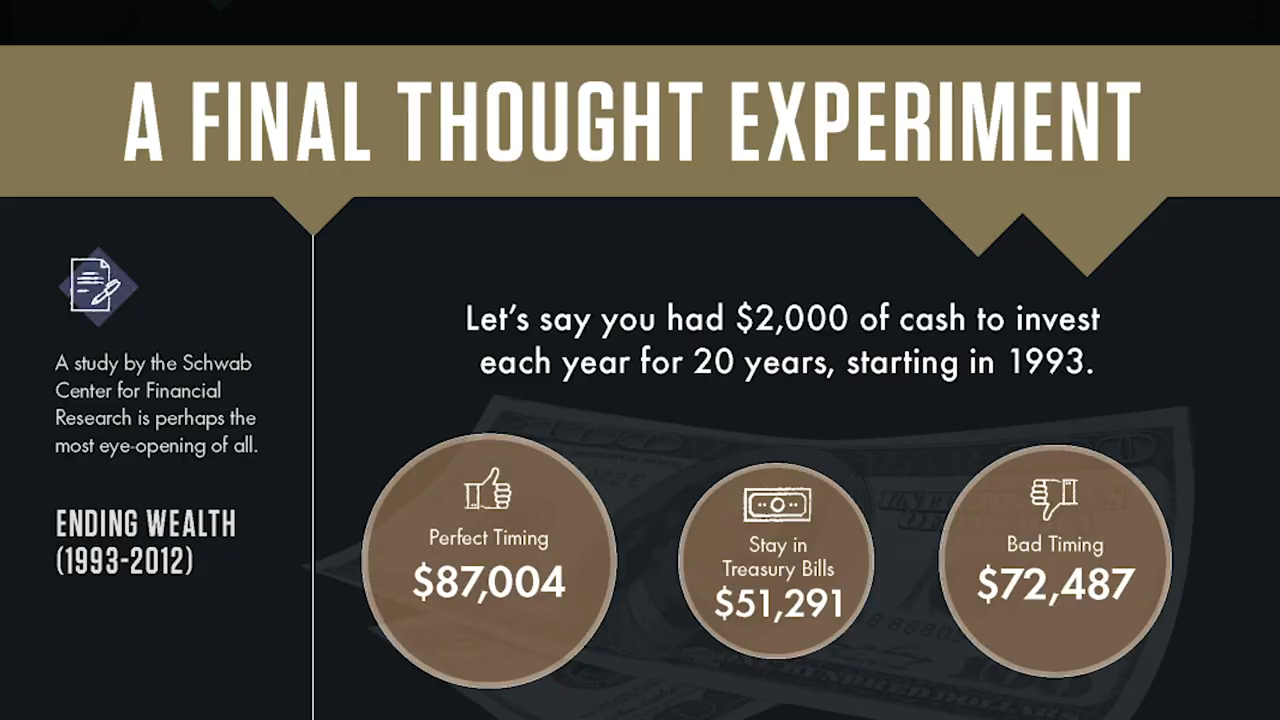 A FINAL THOUGHT EXPERIMENT
A study by the Schwab
Center for Financial
Research is perhaps the
most eye-opening of all.
ENDING WEALTH
(1993-2012)
Let's say you had $2,000 of cash to invest
each year for 20 years, starting in 1993.
Perfect Timing
$87,004
Stay in
Treasury Bills
$51,291
Bad Timing
$72,487